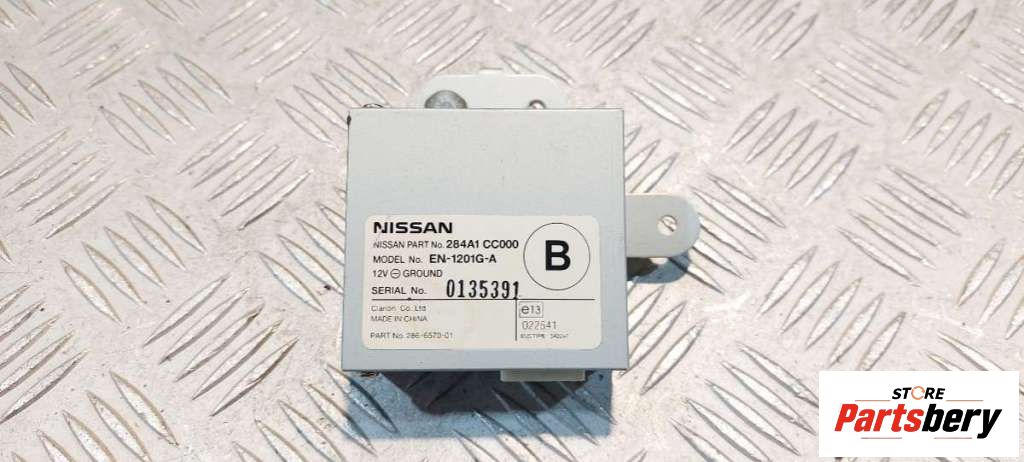 NISSAN
NISSAN PART No. 284A1 CC000
MODEL No. EN-1201G-A
12V ⊖ GROUND
SERIAL No. 0135391
B
Clarion Co., Ltd.
MADE IN CHINA
PART No. 286-6570-01
e13
022541
STORE
Partsbery